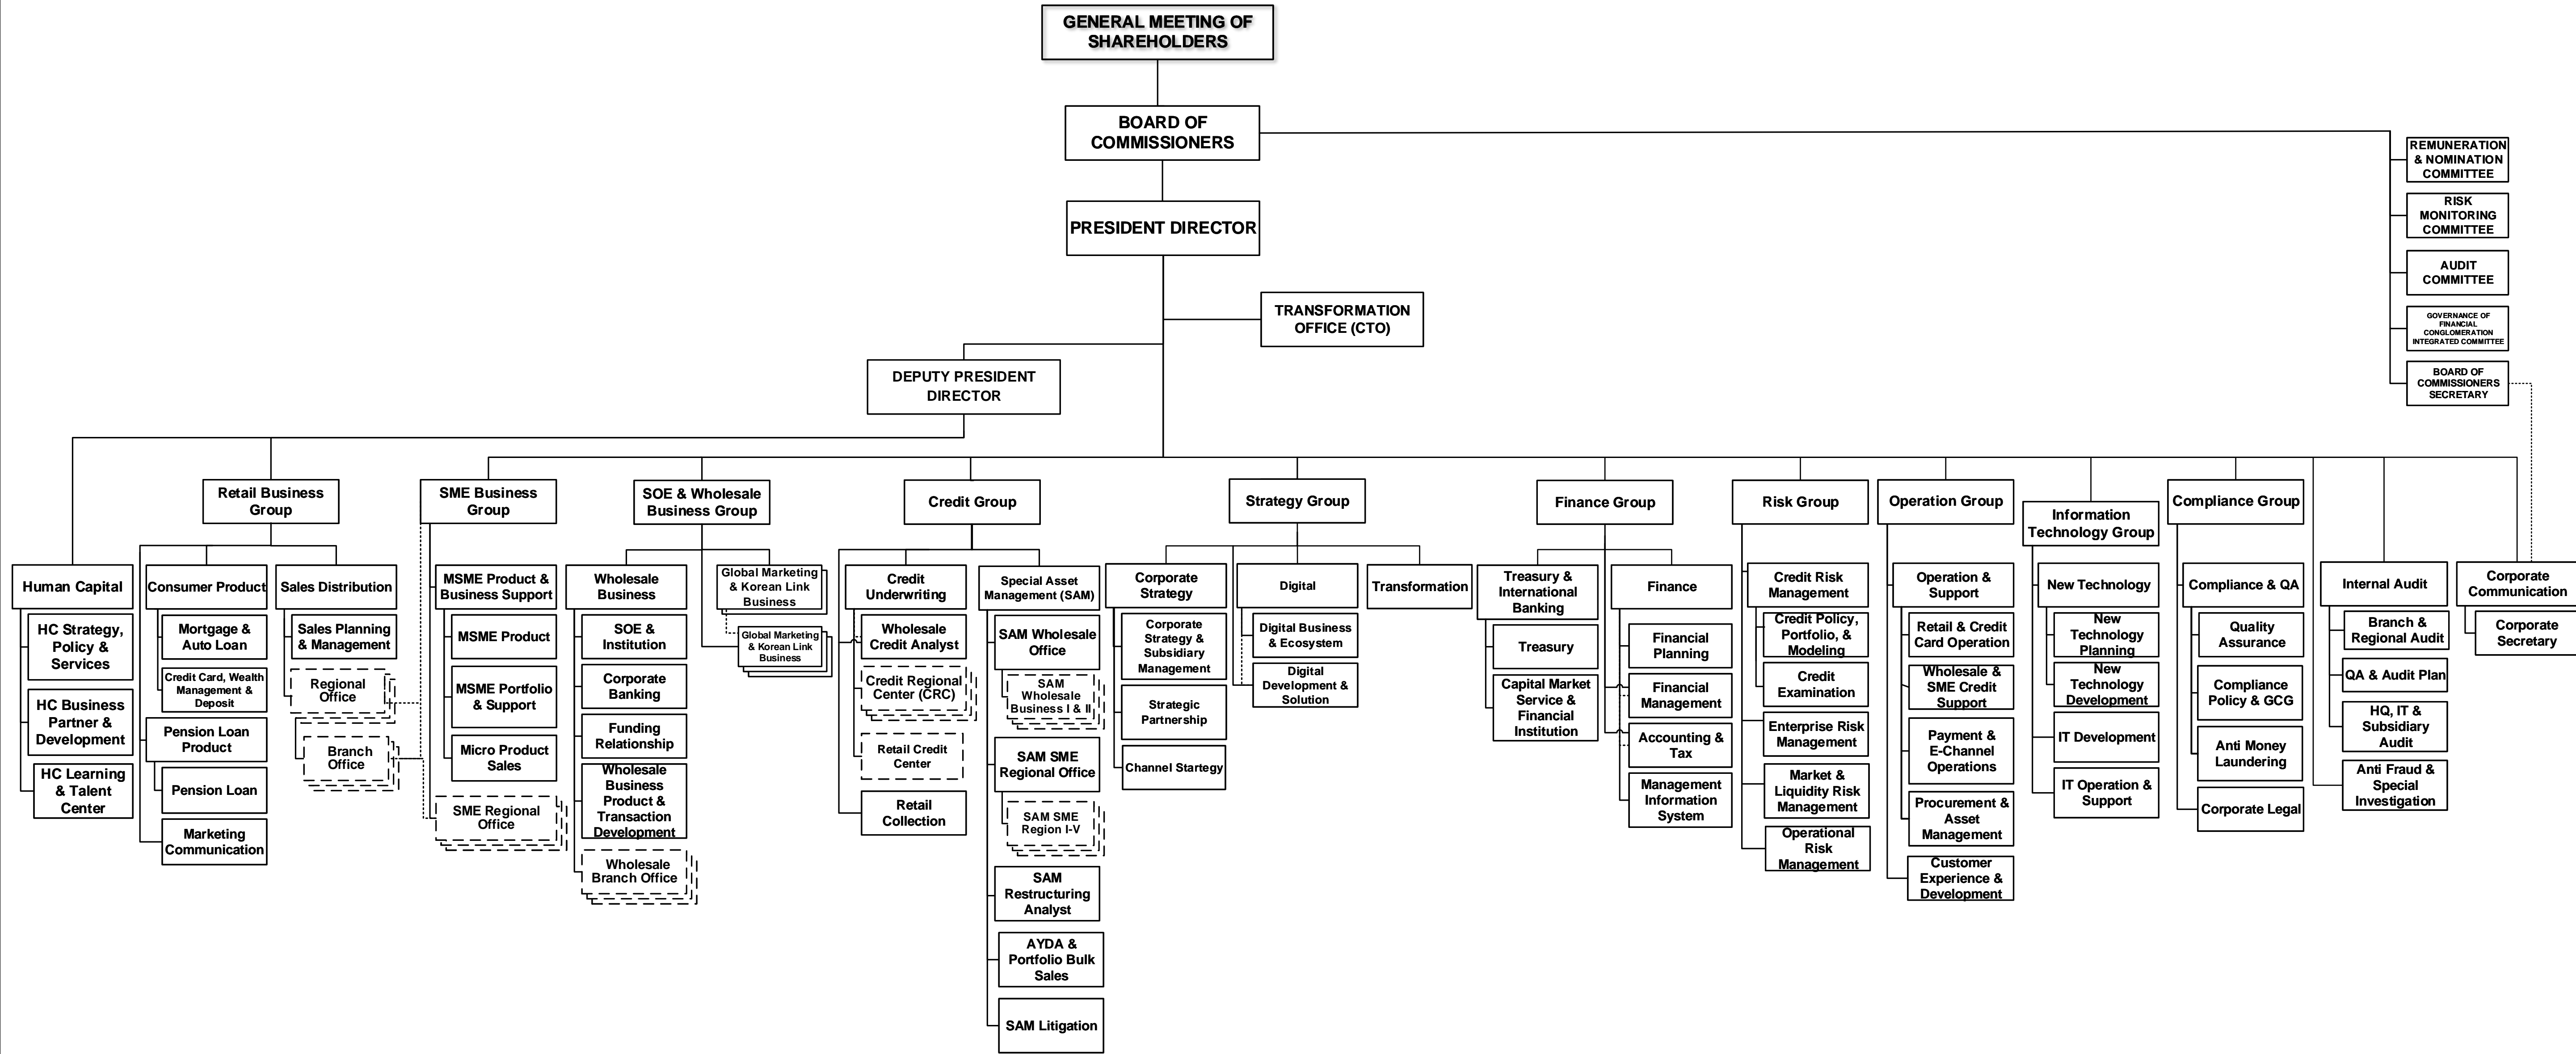 GENERAL MEETING OF
SHAREHOLDERS
BOARD OF
COMMISSIONERS
PRESIDENT DIRECTOR
REMUNERATION
& NOMINATION
COMMITTEE
RISK
MONITORING
COMMITTEE
AUDIT
COMMITTEE
GOVERNANCE OF
FINANCIAL
CONGLOMERATION
INTEGRATED COMMITTEE
BOARD OF
COMMISSIONERS
SECRETARY
TRANSFORMATION
OFFICE (CTO)
DEPUTY PRESIDENT
DIRECTOR
Human Capital
HC Strategy,
Policy &
Services
HC Business
Partner &
Development
HC Learning
& Talent
Center
Retail Business
Group
Consumer Product
Mortgage &
Auto Loan
Credit Card, Wealth
Management &
Deposit
Pension Loan
Product
Pension Loan
Marketing
Communication
Sales Distribution
Sales Planning
& Management
Regional
Office
Branch
Office
SME Business
Group
MSME Product &
Business Support
MSME Product
MSME Portfolio
& Support
Micro Product
Sales
SME Regional
Office
SOE & Wholesale
Business Group
Wholesale
Business
SOE &
Institution
Corporate
Banking
Funding
Relationship
Wholesale
Business
Product &
Transaction
Development
Wholesale
Branch Office
Global Marketing
& Korean Link
Business
Global Marketing
& Korean Link
Business
Credit Group
Credit
Underwriting
Wholesale
Credit Analyst
Credit Regional
Center (CRC)
Retail Credit
Center
Retail
Collection
Special Asset
Management (SAM)
SAM Wholesale
Office
SAM
Wholesale
Business I & II
SAM SME
Regional Office
SAM SME
Region I-V
SAM
Restructuring
Analyst
AYDA &
Portfolio Bulk
Sales
SAM Litigation
Strategy Group
Corporate
Strategy
Corporate
Strategy &
Subsidiary
Management
Strategic
Partnership
Channel Startegy
Digital
Digital Business
& Ecosystem
Digital
Development &
Solution
Transformation
Finance Group
Treasury &
International
Banking
Treasury
Capital Market
Service &
Financial
Institution
Finance
Financial
Planning
Financial
Management
Accounting &
Tax
Management
Information
System
Risk Group
Credit Risk
Management
Credit Policy,
Portfolio, &
Modeling
Credit
Examination
Enterprise Risk
Management
Market &
Liquidity Risk
Management
Operational
Risk
Management
Operation Group
Operation &
Support
Retail & Credit
Card Operation
Wholesale &
SME Credit
Support
Payment &
E-Channel
Operations
Procurement &
Asset
Management
Customer
Experience &
Development
Information
Technology Group
New Technology
New
Technology
Planning
New
Technology
Development
IT Development
IT Operation &
Support
Compliance Group
Compliance & QA
Quality
Assurance
Compliance
Policy & GCG
Anti Money
Laundering
Corporate Legal
Internal Audit
Branch &
Regional Audit
QA & Audit Plan
HQ, IT &
Subsidiary
Audit
Anti Fraud &
Special
Investigation
Corporate
Communication
Corporate
Secretary